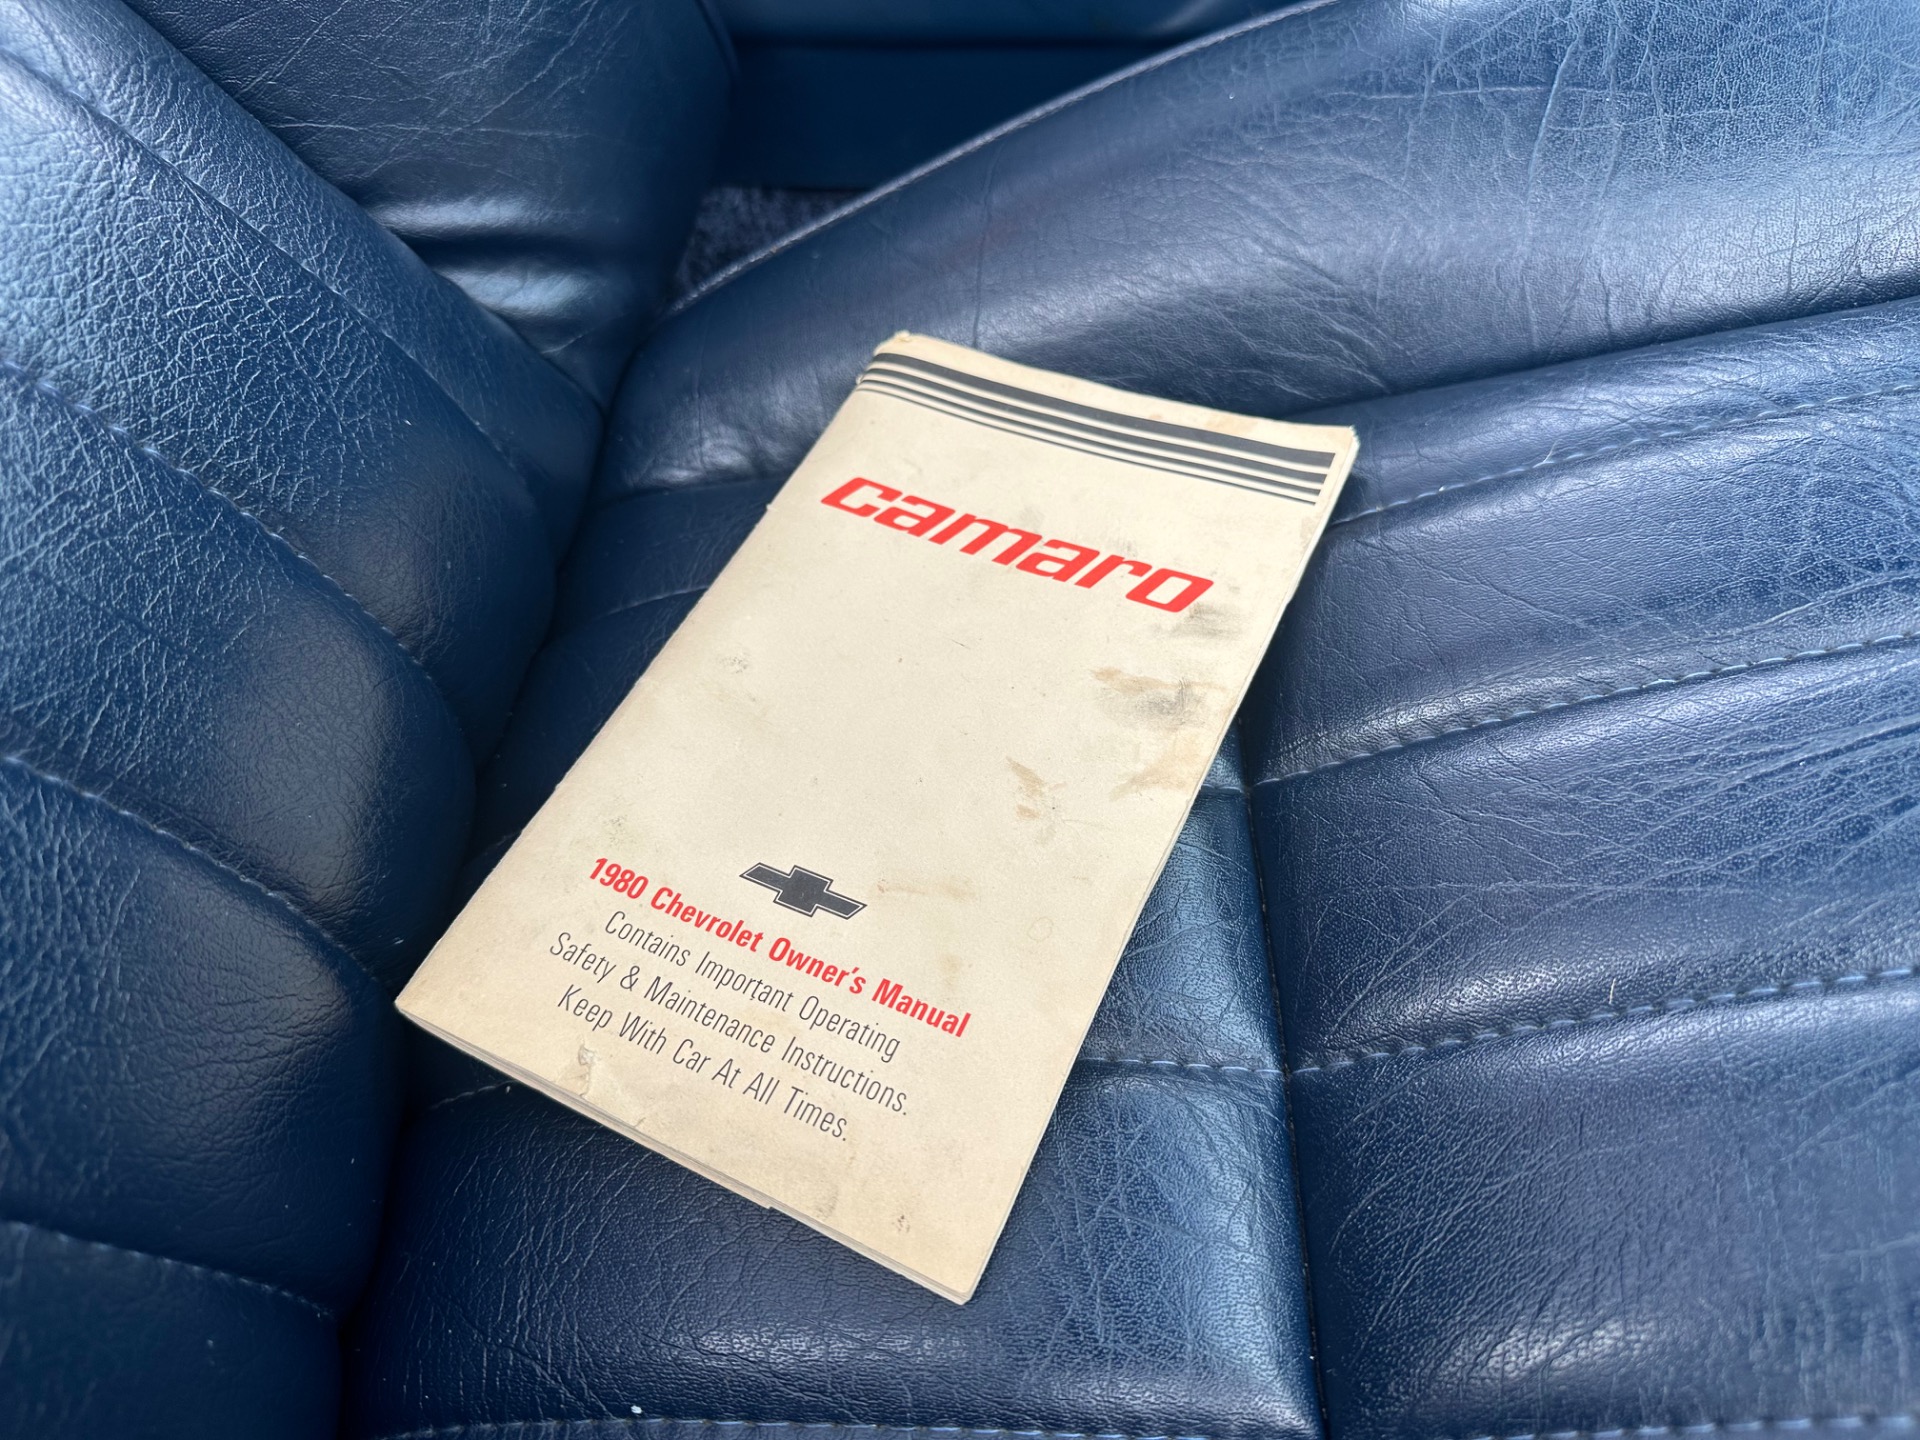 camaro
1980 Chevrolet Owner's Manual
Contains Important Operating
Safety & Maintenance Instructions.
Keep With Car At All Times.